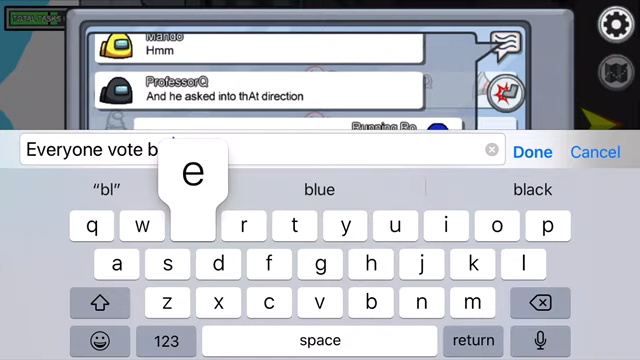 TOTAL TASKS
Mando
Hmm
ProfessorQ
And he asked into thAt direction
Running Bo
Everyone vote b
Done Cancel
e
“bl” blue black
q w r t y u i o p
a s d f g h j k l
z x c v b n m
123 space return